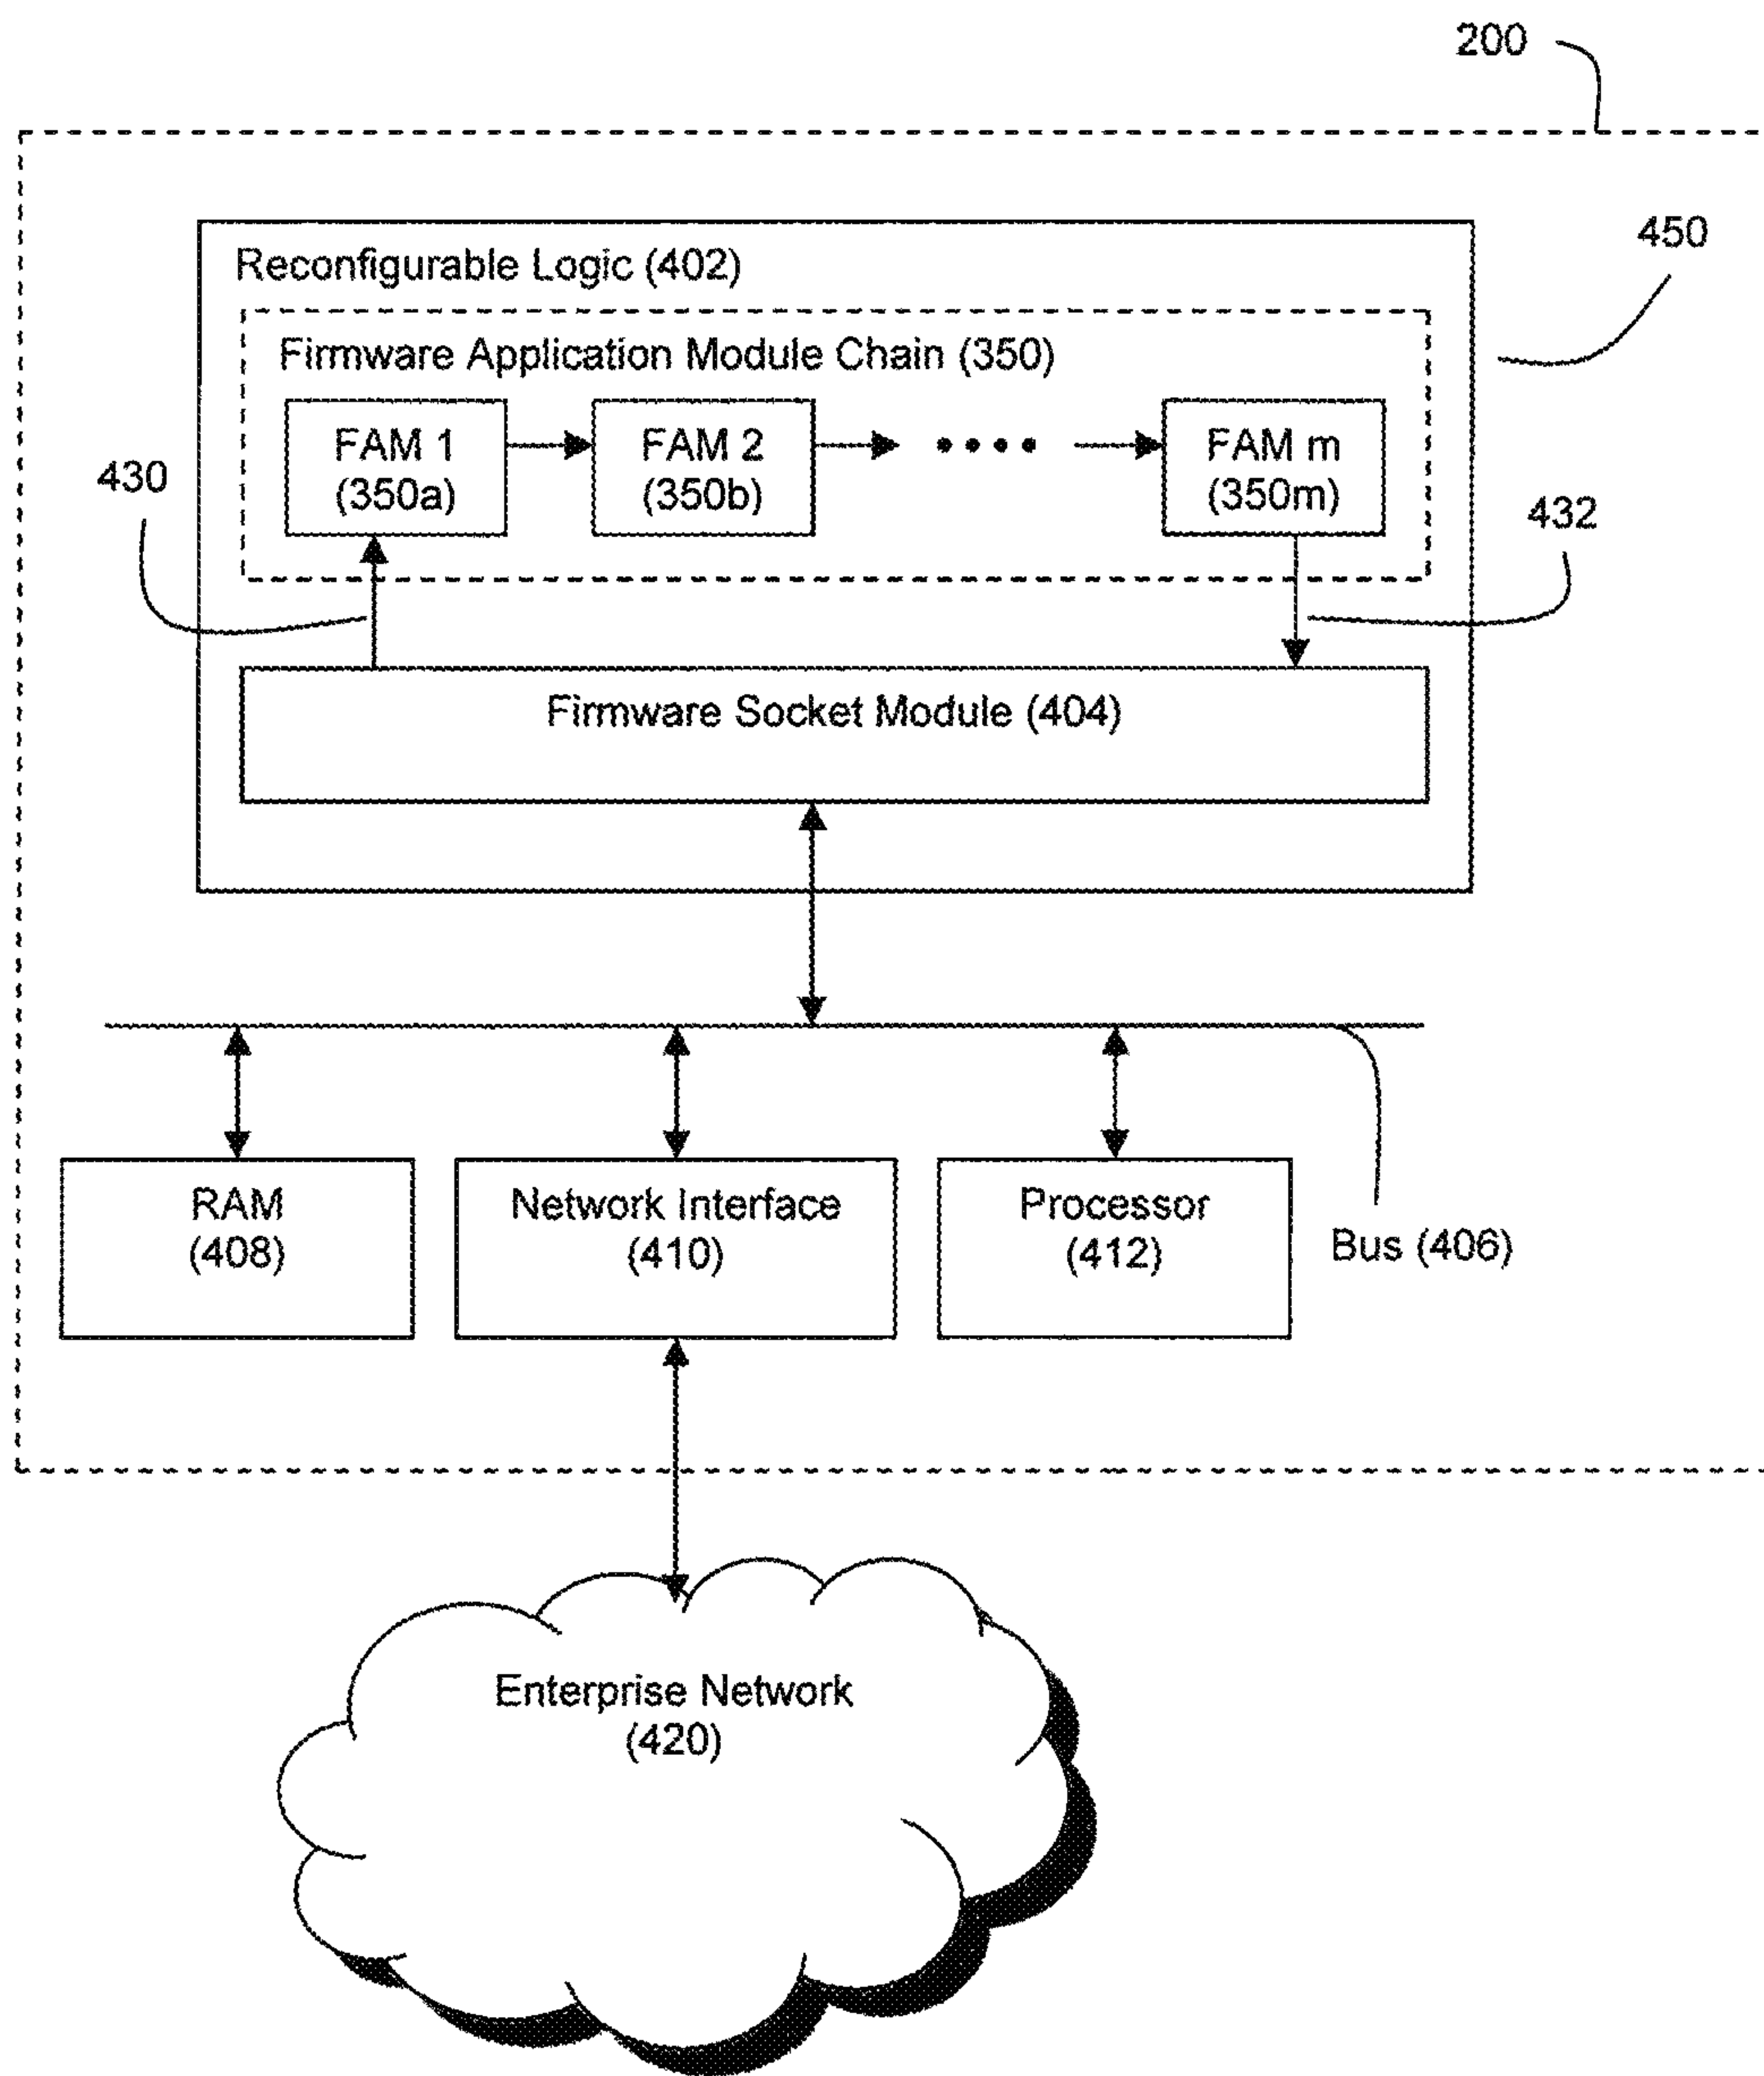 200
450
Reconfigurable Logic (402)
Firmware Application Module Chain (350)
FAM 1
(350a)
FAM 2
(350b)
FAM m
(350m)
430
432
Firmware Socket Module (404)
RAM
(408)
Network Interface
(410)
Processor
(412)
Bus (406)
Enterprise Network
(420)